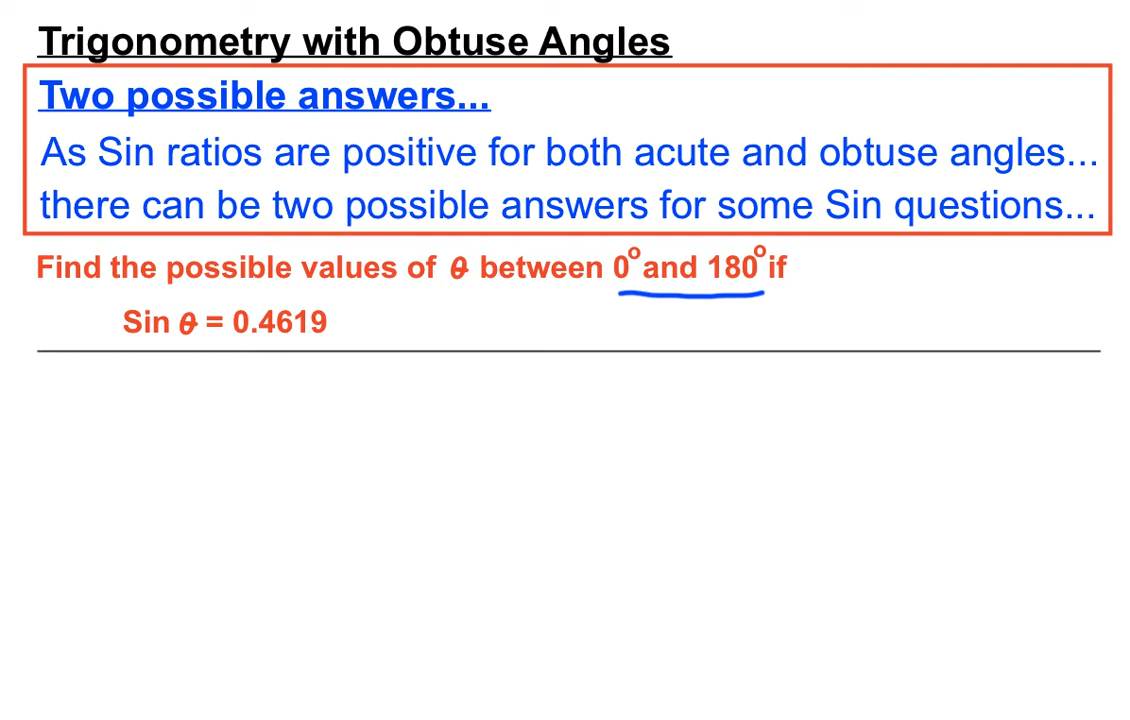 Trigonometry with Obtuse Angles
Two possible answers...
As Sin ratios are positive for both acute and obtuse angles...
there can be two possible answers for some Sin questions...
Find the possible values of θ between 0° and 180° if
Sin θ = 0.4619